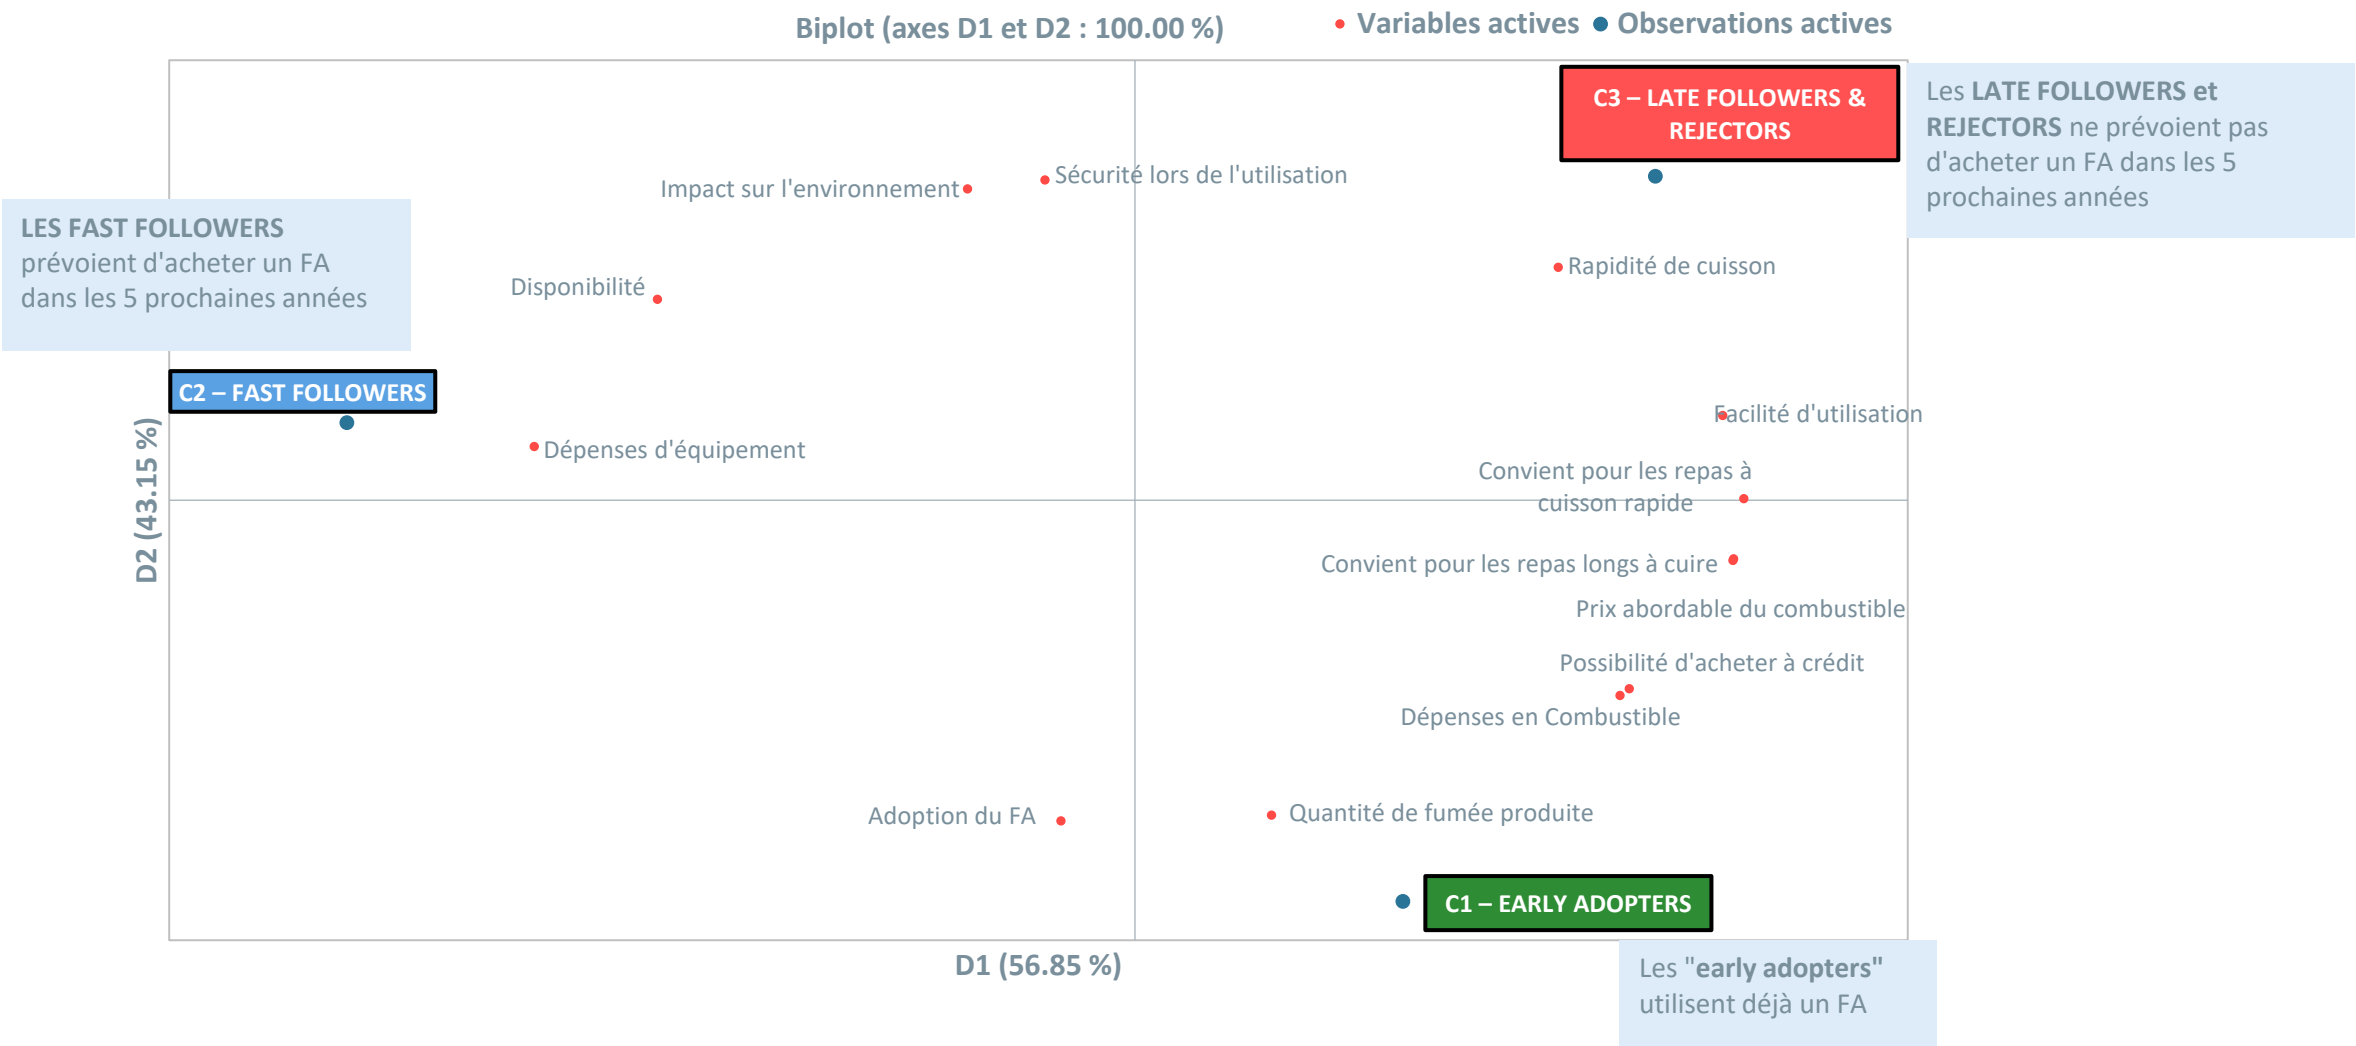 Biplot (axes D1 et D2 : 100.00 %)
Variables actives
Observations actives
C3 – LATE FOLLOWERS &
REJECTORS
Les LATE FOLLOWERS et
REJECTORS ne prévoient pas
d'acheter un FA dans les 5
prochaines années
Impact sur l'environnement
Sécurité lors de l'utilisation
LES FAST FOLLOWERS
prévoient d'acheter un FA
dans les 5 prochaines années
Disponibilité
Rapidité de cuisson
C2 – FAST FOLLOWERS
Dépenses d'équipement
Facilité d'utilisation
Convient pour les repas à
cuisson rapide
D2 (43.15 %)
Convient pour les repas longs à cuire
Prix abordable du combustible
Possibilité d'acheter à crédit
Dépenses en Combustible
Adoption du FA
Quantité de fumée produite
C1 – EARLY ADOPTERS
D1 (56.85 %)
Les "early adopters"
utilisent déjà un FA